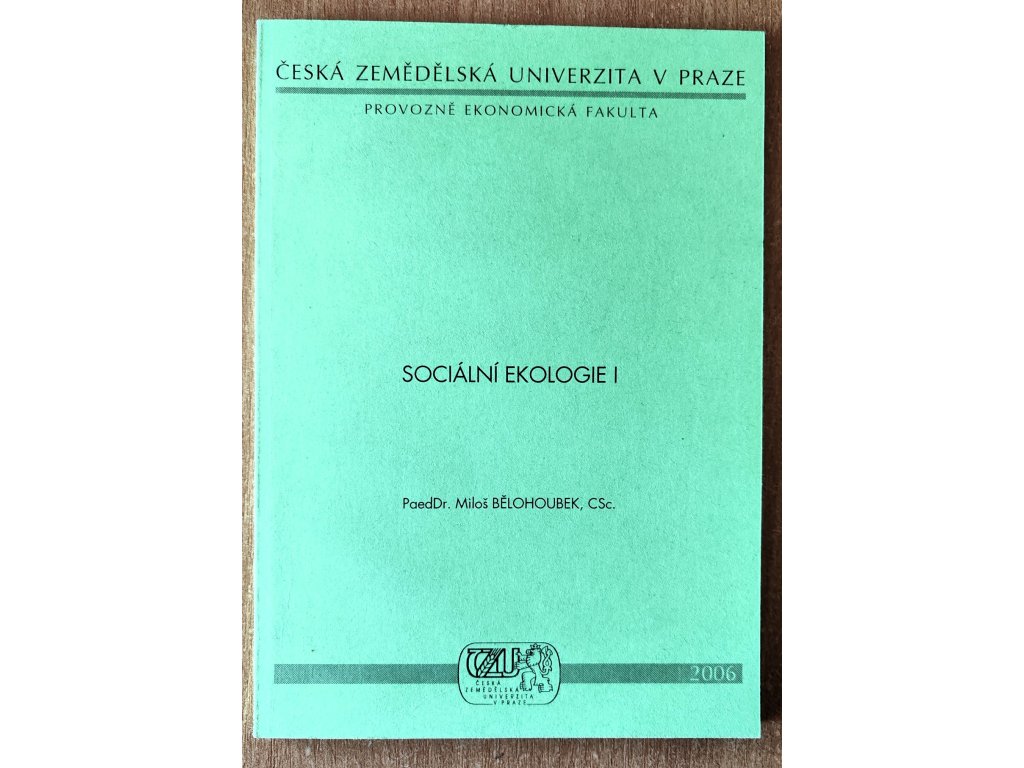 ČESKÁ ZEMĚDĚLSKÁ UNIVERZITA V PRAZE
PROVOZNĚ EKONOMICKÁ FAKULTA
SOCIÁLNÍ EKOLOGIE I
PaedDr. Miloš BĚLOHOUBEK, CSc.
ČZU
ČESKÁ
ZEMĚDĚLSKÁ
UNIVERZITA
V PRAZE
2006